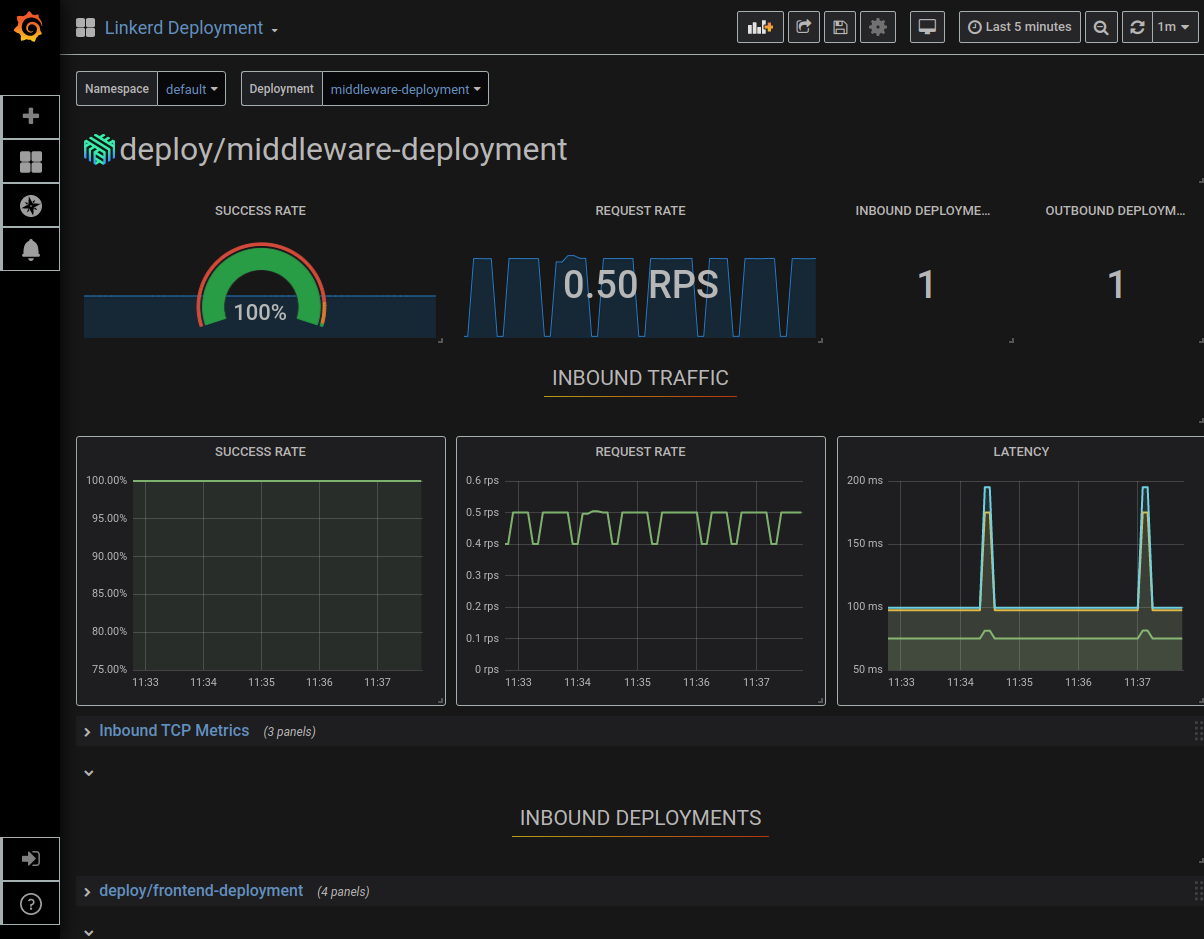 Linkerd Deployment
Last 5 minutes
1m
Namespace default Deployment middleware-deployment
deploy/middleware-deployment
SUCCESS RATE
100%
REQUEST RATE
0.50 RPS
INBOUND DEPLOYME...
1
OUTBOUND DEPLOYM...
1
INBOUND TRAFFIC
SUCCESS RATE
100.00%
95.00%
90.00%
85.00%
80.00%
75.00%
11:33 11:34 11:35 11:36 11:37
REQUEST RATE
0.6 rps
0.5 rps
0.4 rps
0.3 rps
0.2 rps
0.1 rps
0 rps
11:33 11:34 11:35 11:36 11:37
LATENCY
200 ms
150 ms
100 ms
50 ms
11:33 11:34 11:35 11:36 11:37
Inbound TCP Metrics (3 panels)
INBOUND DEPLOYMENTS
deploy/frontend-deployment (4 panels)